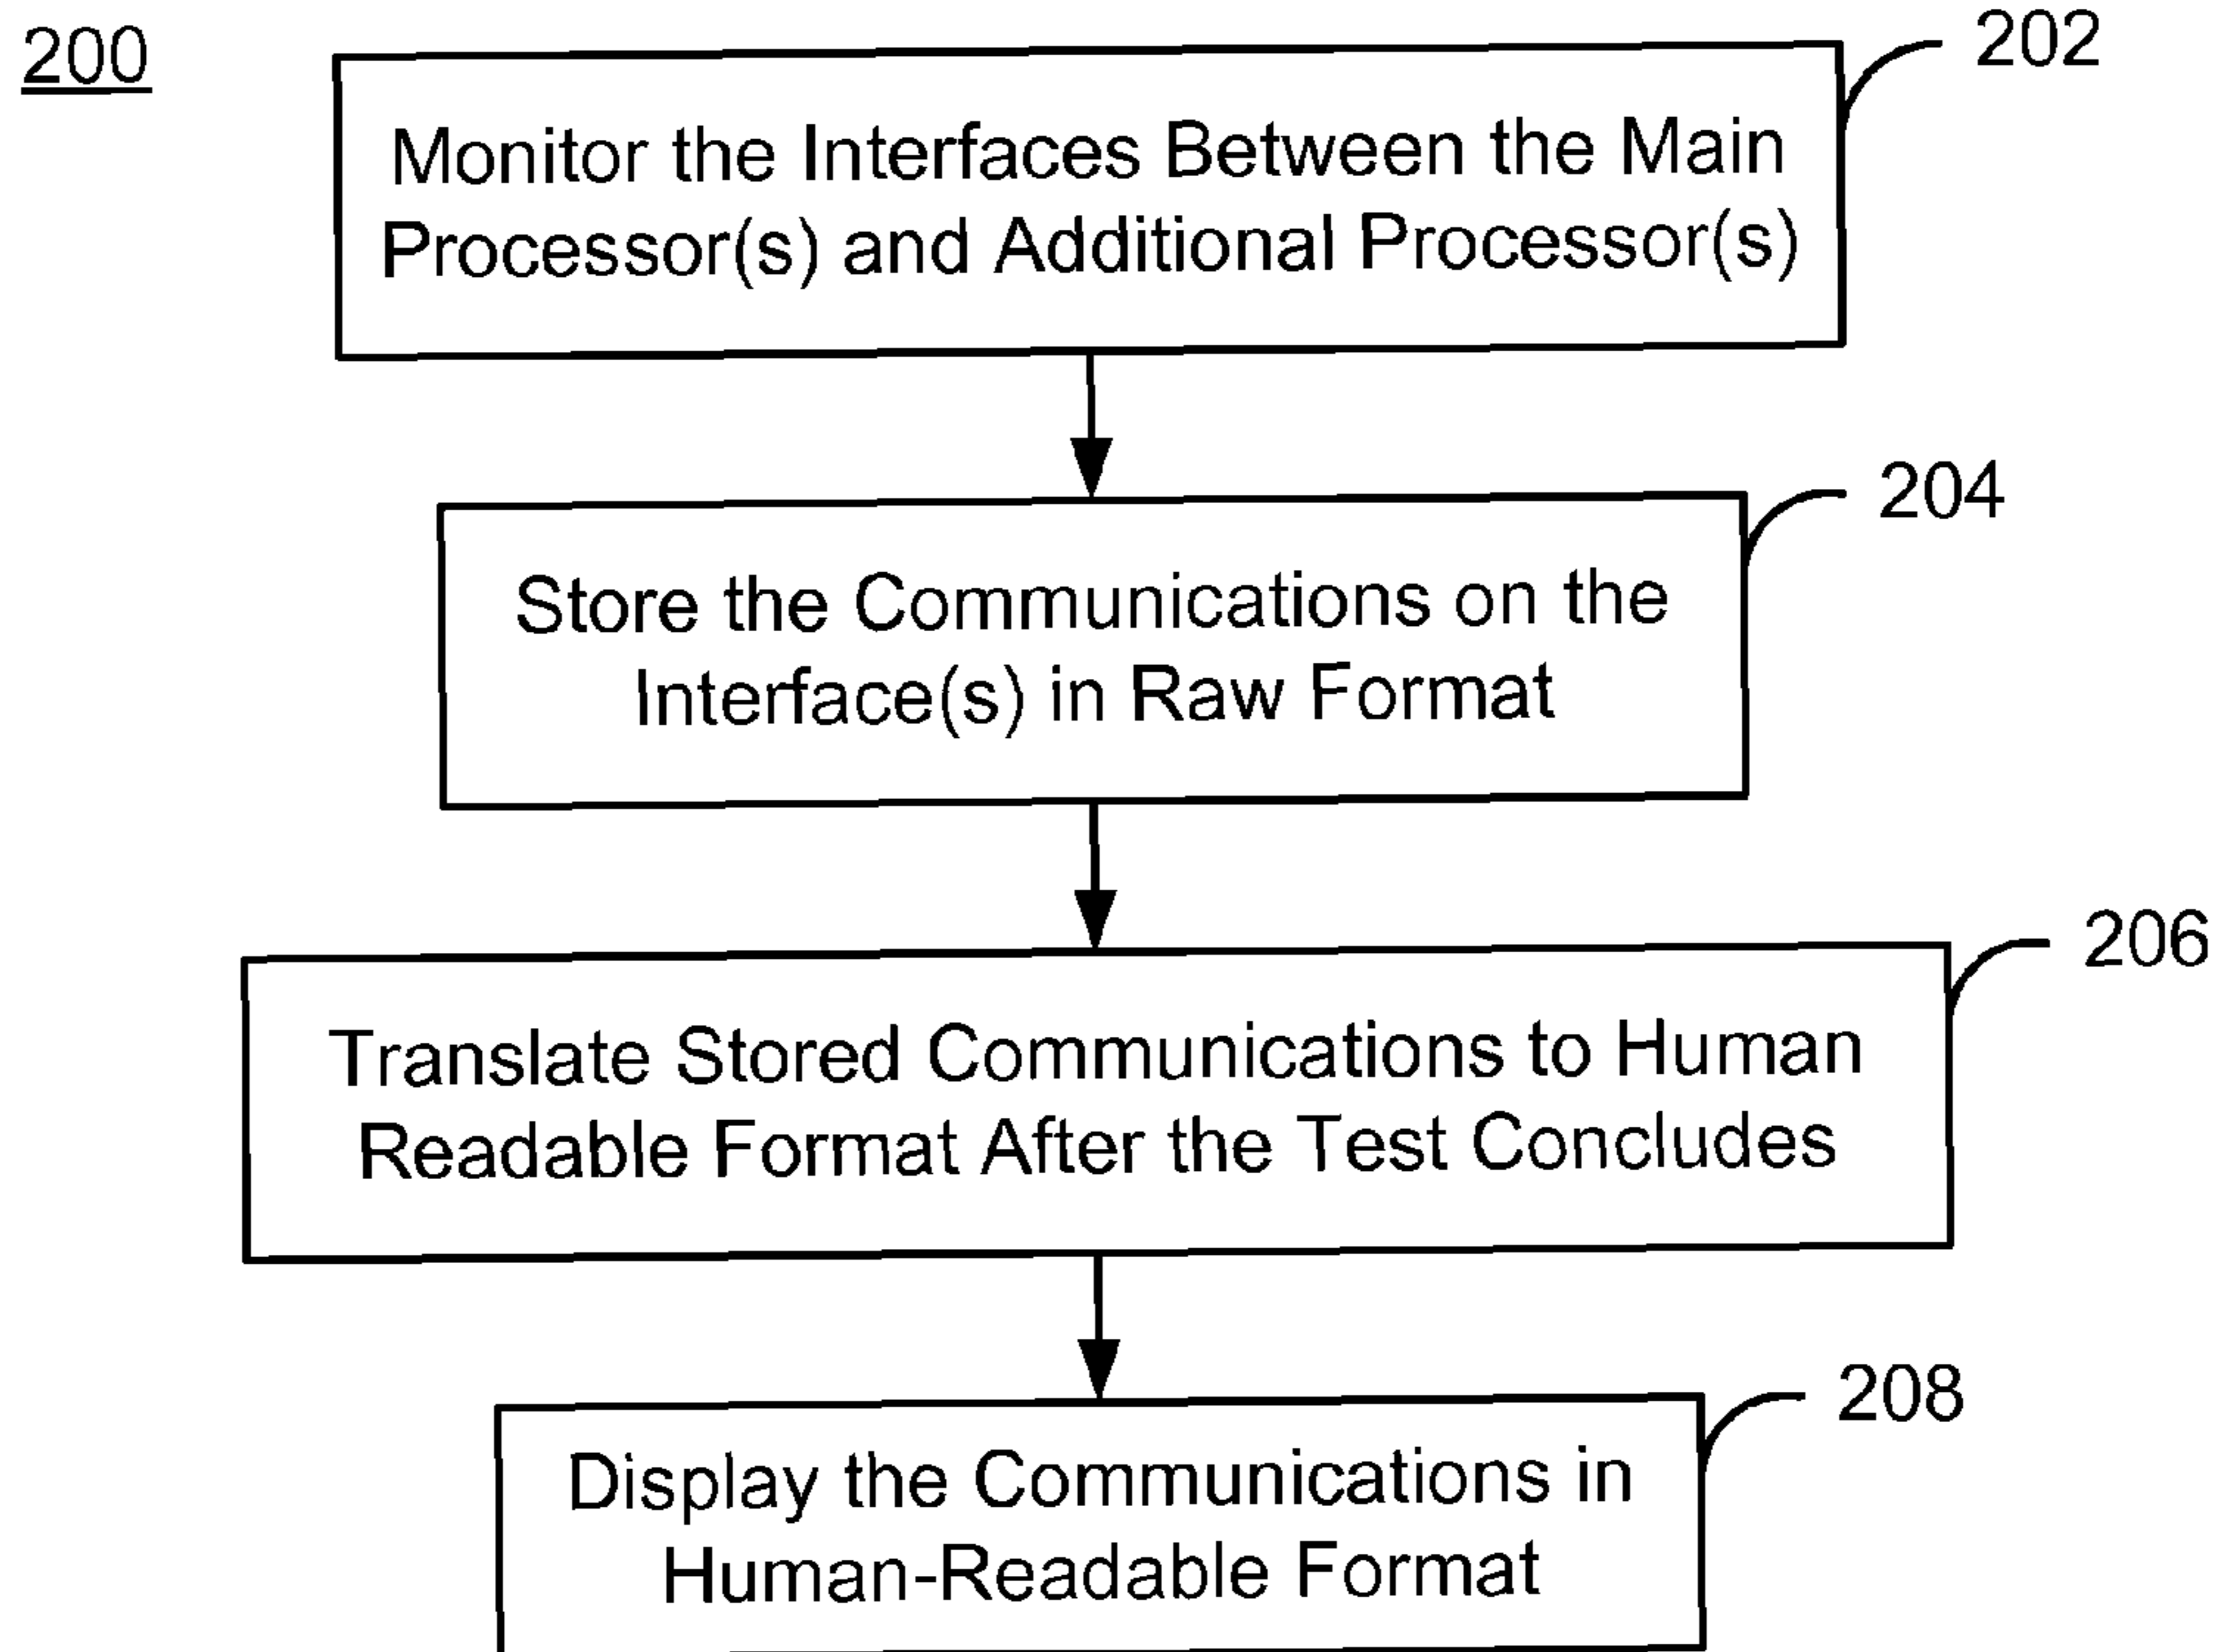 200
202
Monitor the Interfaces Between the Main
Processor(s) and Additional Processor(s)
204
Store the Communications on the
Interface(s) in Raw Format
206
Translate Stored Communications to Human
Readable Format After the Test Concludes
208
Display the Communications in
Human-Readable Format